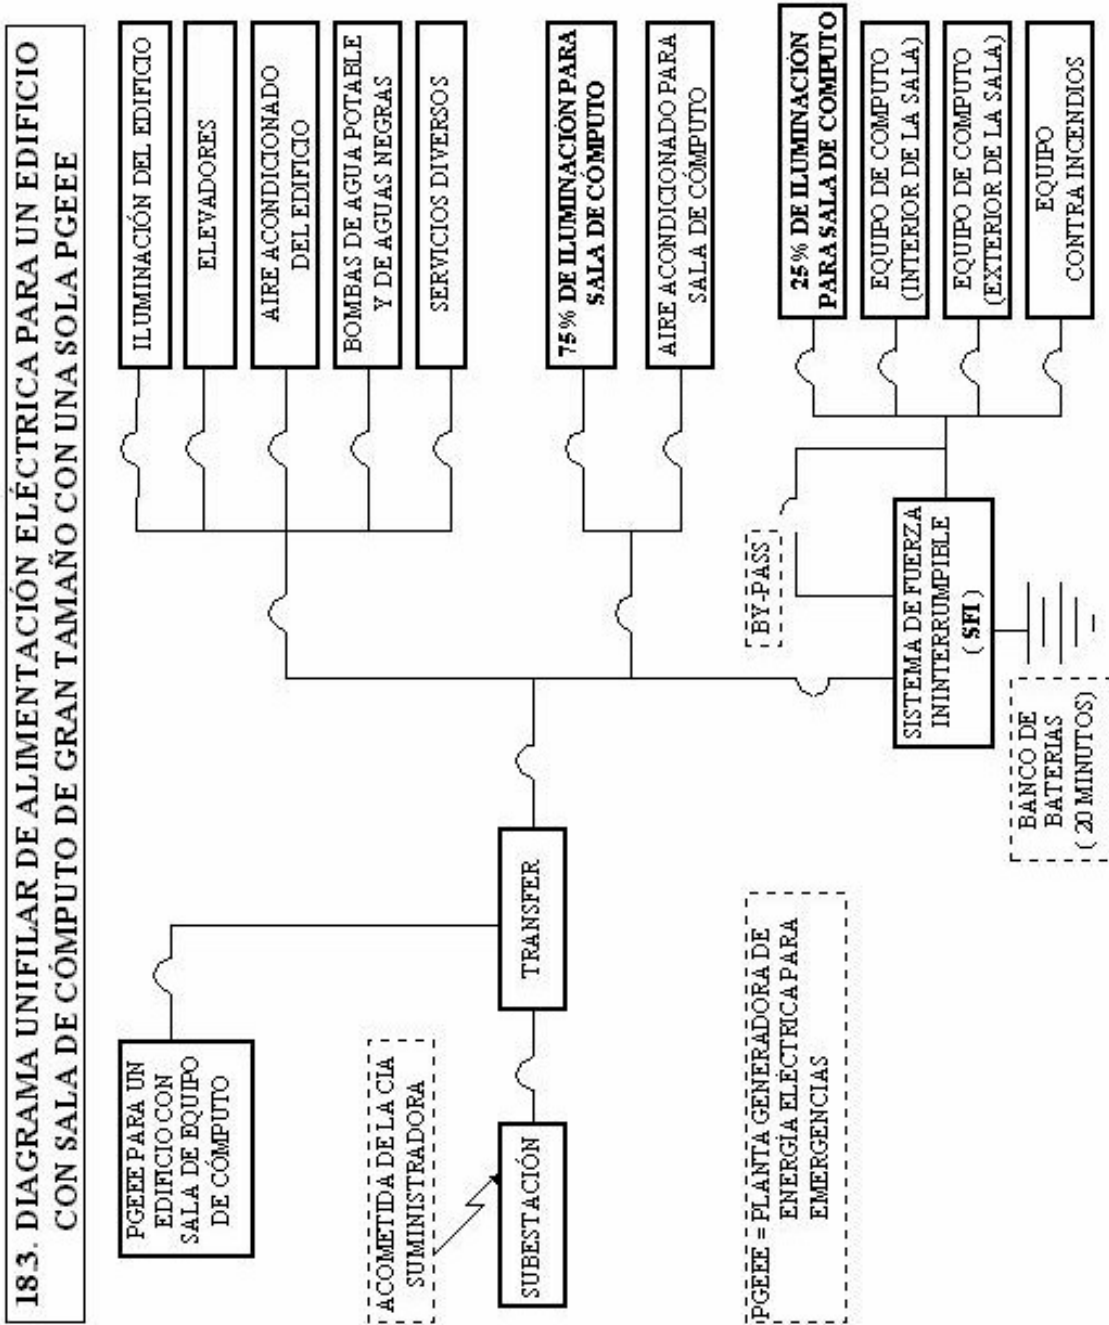 18.3. DIAGRAMA UNIFILAR DE ALIMENTACIÓN ELÉCTRICA PARA UN EDIFICIO
CON SALA DE CÓMPUTO DE GRAN TAMAÑO CON UNA SOLA PGEEE
PGEEE PARA UN
EDIFICIO CON
SALA DE EQUIPO
DE CÓMPUTO
ACOMETIDA DE LA CIA
SUMINISTRADORA
SUBESTACIÓN
TRANSFER
PGEEE = PLANTA GENERADORA DE
ENERGÍA ELÉCTRICA PARA
EMERGENCIAS
ILUMINACIÓN DEL EDIFICIO
ELEVADORES
AIRE ACONDICIONADO
DEL EDIFICIO
BOMBAS DE AGUA POTABLE
Y DE AGUAS NEGRAS
SERVICIOS DIVERSOS
75% DE ILUMINACIÓN PARA
SALA DE CÓMPUTO
AIRE ACONDICIONADO PARA
SALA DE CÓMPUTO
BY-PASS
SISTEMA DE FUERZA
ININTERRUMPIBLE
( SFI )
BANCO DE
BATERIAS
( 20 MINUTOS)
25% DE ILUMINACIÓN
PARA SALA DE COMPUTO
EQUIPO DE COMPUTO
(INTERIOR DE LA SALA)
EQUIPO DE COMPUTO
(EXTERIOR DE LA SALA)
EQUIPO
CONTRA INCENDIOS